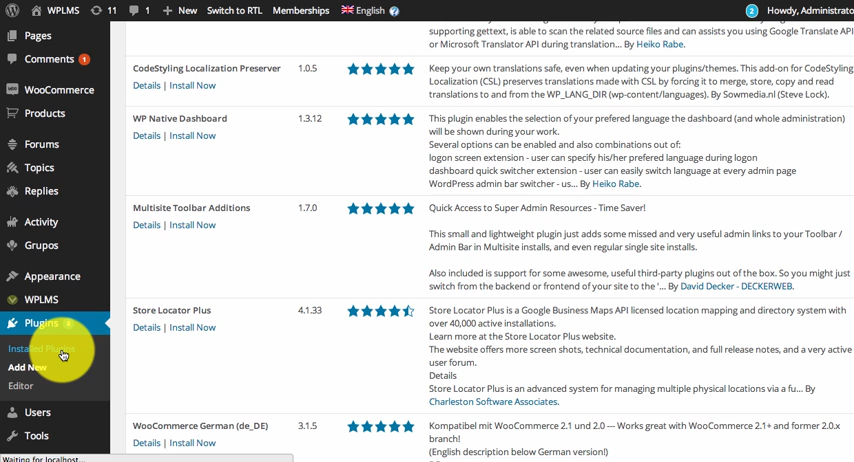 WPLMS 11 1 + New Switch to RTL Memberships English ? 2 Howdy, Administrato
Pages
Comments 1
WooCommerce
Products
Forums
Topics
Replies
Activity
Grupos
Appearance
WPLMS
Plugins
Installed Plugins
Add New
Editor
Users
Tools
Waiting for localhost...
supporting gettext, is able to scan the related source files and can assists you using Google Translate API
or Microsoft Translator API during translation... By Heiko Rabe.
CodeStyling Localization Preserver 1.0.5
Details | Install Now
Keep your own translations safe, even when updating your plugins/themes. This add-on for CodeStyling
Localization (CSL) preserves translations made with CSL by forcing it to merge, store, copy and read
translations to and from the WP_LANG_DIR (wp-content/languages). By Sowmedia.nl (Steve Lock).
WP Native Dashboard 1.3.12
Details | Install Now
This plugin enables the selection of your prefered language the dashboard (and whole administration)
will be shown during your work.
Several options can be enabled and also combinations out of:
logon screen extension - user can specify his/her prefered language during logon
dashboard quick switcher extension - user can easily switch language at every admin page
WordPress admin bar switcher - us... By Heiko Rabe.
Multisite Toolbar Additions 1.7.0
Details | Install Now
Quick Access to Super Admin Resources - Time Saver!
This small and lightweight plugin just adds some missed and very useful admin links to your Toolbar /
Admin Bar in Multisite installs, and even regular single site installs.
Also included is support for some awesome, useful third-party plugins out of the box. So you might just
switch from the backend or frontend of your site to the '... By David Decker - DECKERWEB.
Store Locator Plus 4.1.33
Details | Install Now
Store Locator Plus is a Google Business Maps API licensed location mapping and directory system with
over 40,000 active installations.
Learn more at the Store Locator Plus website.
The website offers more screen shots, technical documentation, and full release notes, and a very active
user forum.
Details
Store Locator Plus is an advanced system for managing multiple physical locations via a fu... By
Charleston Software Associates.
WooCommerce German (de_DE) 3.1.5
Details | Install Now
Kompatibel mit WooCommerce 2.1 und 2.0 --- Works great with WooCommerce 2.1+ and former 2.0.x
branch!
(English description below German version!)